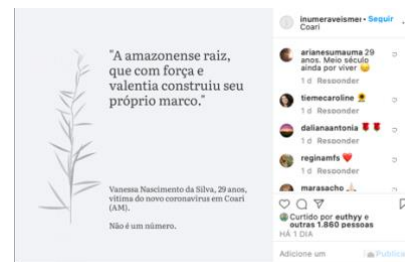 "A amazonense raiz,
que com força e
valentia construiu seu
próprio marco."
Vanessa Nascimento da Silva, 29 anos,
vítima do novo coronavírus em Coari
(AM).
Não é um número.
inumeraveismei • Seguir
Coari
arianesumauma 29
anos. Meio século
ainda por viver 😔
1 d Responder
tiemecaroline 🌻
1 d Responder
dalianaantonia 🌹🌹
1 d Responder
reginamfs ❤️
1 d Responder
marasacho 🙏🏻
Curtido por euthyy e
outras 1.860 pessoas
HÁ 1 DIA
Adicione um
Publica